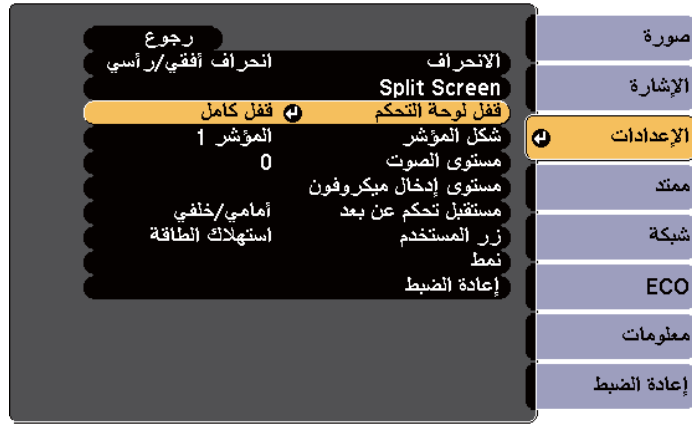 صورة
الإشارة
الإعدادات
ممتد
شبكة
ECO
معلومات
إعادة الضبط
رجوع
الانحراف انحراف أفقي/رأسي
Split Screen
قفل لوحة التحكم قفل كامل
شكل المؤشر المؤشر 1
مستوى الصوت 0
مستوى إدخال ميكروفون
مستقبل تحكم عن بعد أمامي/خلفي
زر المستخدم استهلاك الطاقة
نمط
إعادة الضبط